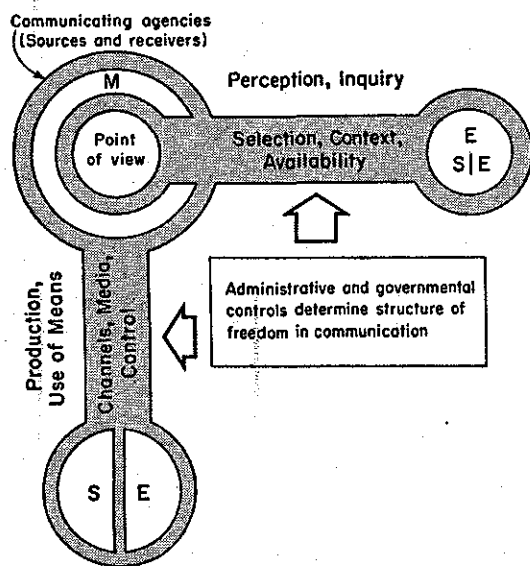 Communicating agencies
(Sources and receivers)
M
Perception, Inquiry
Point
of view
Selection, Context,
Availability
E
S|E
Production,
Use of Means
Channels, Media,
Control
Administrative and governmental
controls determine structure of
freedom in communication
S E